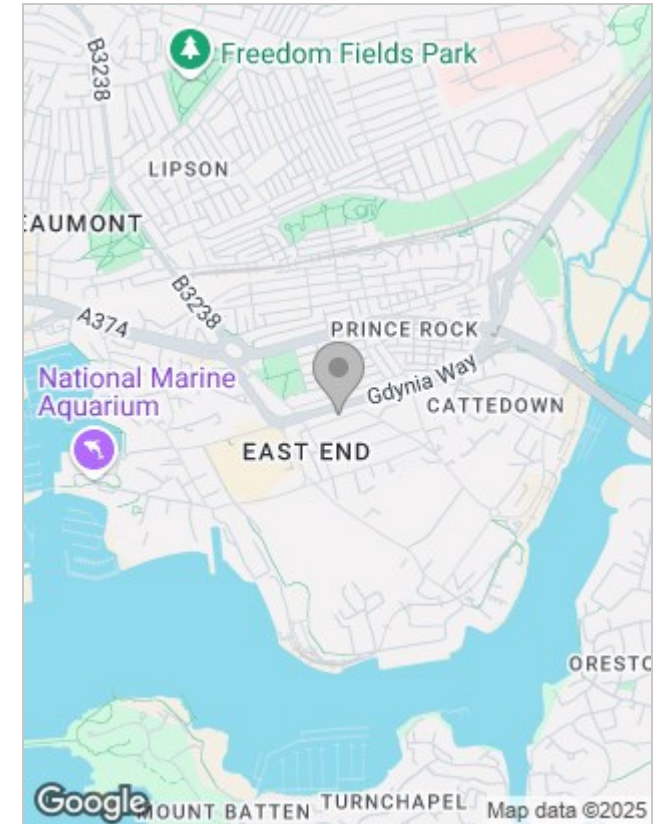 B3238
Freedom Fields Park
LIPSON
EAUMONT
B3238
A374
PRINCE ROCK
National Marine
Aquarium
Gdynia Way
CATTEDOWN
EAST END
ORESTO
Google
MOUNT BATTEN
TURNCHAPEL
Map data ©2025